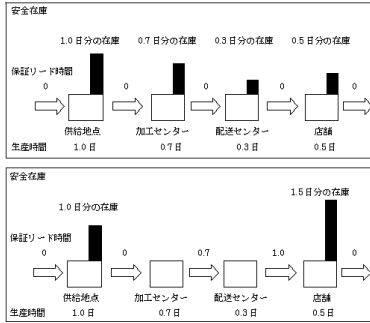 安全在庫
1.0日分の在庫 0.7日分の在庫 0.3日分の在庫 0.5日分の在庫
保証リード時間
0 0 0 0 0
供給地点 加工センター 配送センター 店舗
生産時間 1.0日 0.7日 0.3日 0.5日
安全在庫
1.5日分の在庫
1.0日分の在庫
保証リード時間
0 0 0.7 1.0 0
供給地点 加工センター 配送センター 店舗
生産時間 1.0日 0.7日 0.3日 0.5日